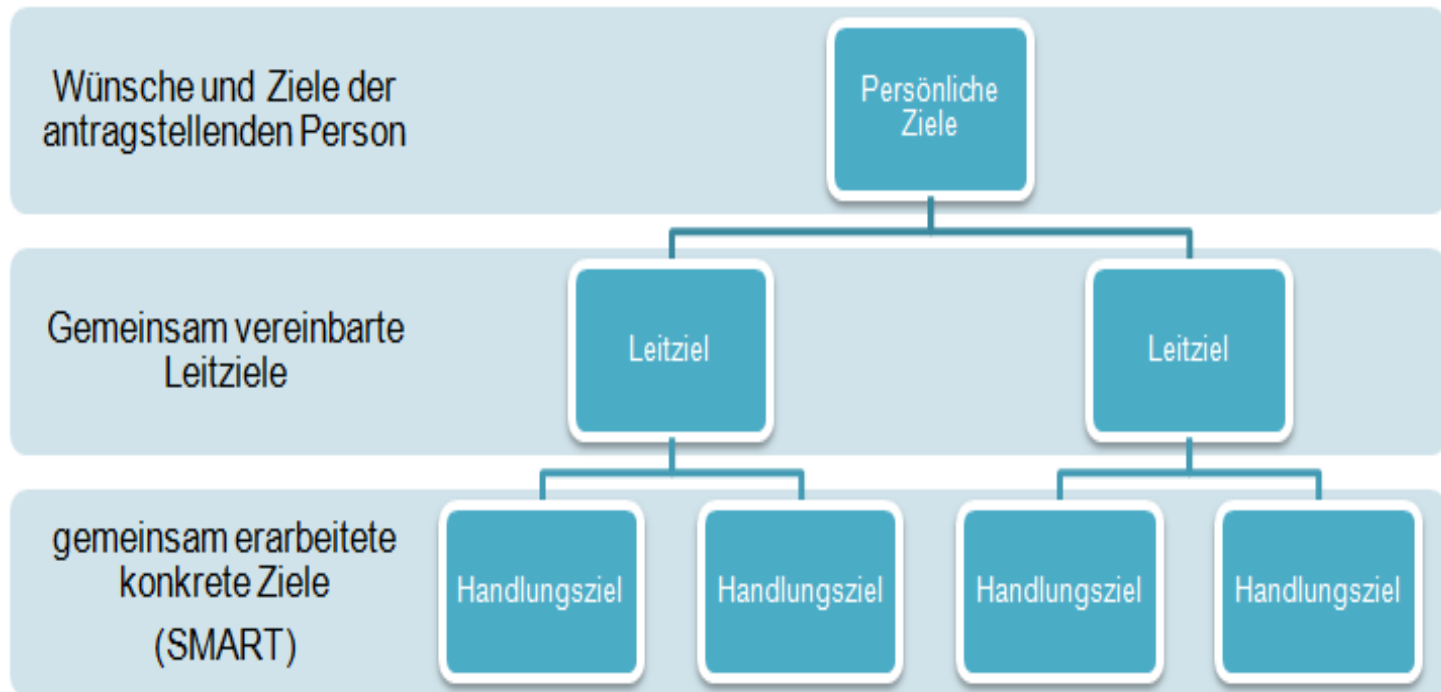 Wünsche und Ziele der
antragstellenden Person
Persönliche
Ziele
Gemeinsam vereinbarte
Leitziele
Leitziel
Leitziel
gemeinsam erarbeitete
konkrete Ziele
(SMART)
Handlungsziel
Handlungsziel
Handlungsziel
Handlungsziel